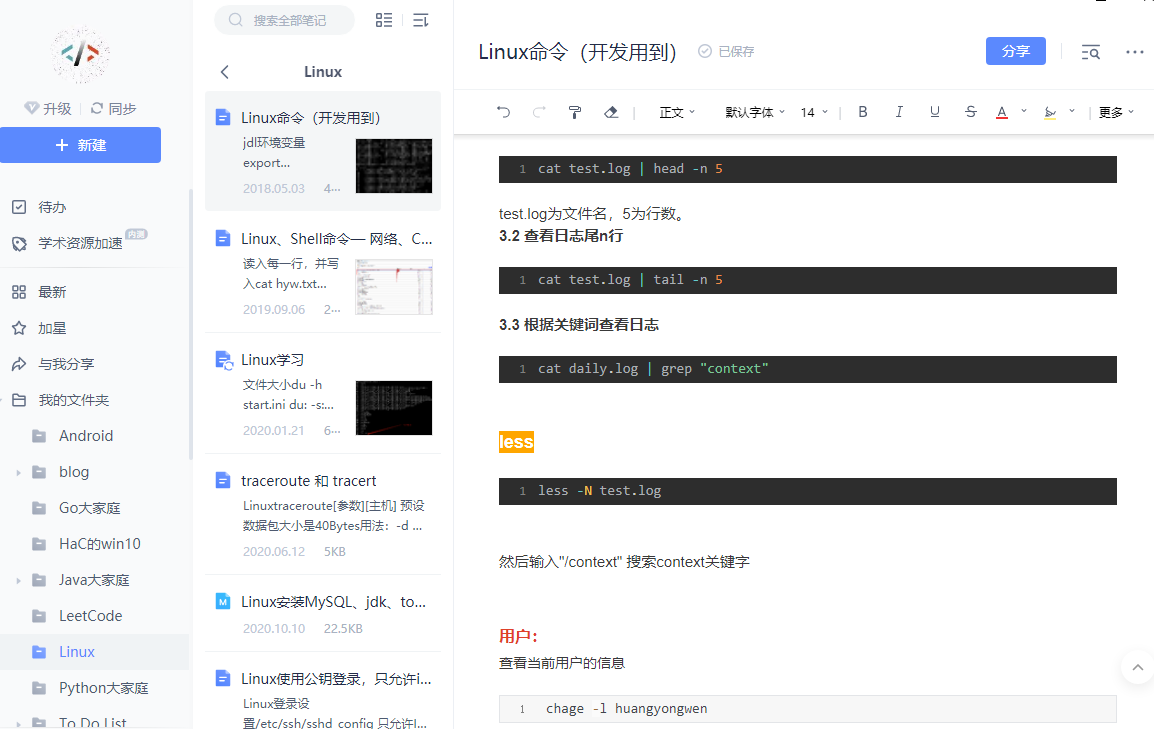 升级
同步
新建
待办
学术资源加速
内测
最新
加星
与我分享
我的文件夹
Android
blog
Go大家庭
HaC的win10
Java大家庭
LeetCode
Linux
Python大家庭
To Do List
搜索全部笔记
Linux
Linux命令（开发用到）
jdl环境变量
export...
2018.05.03 4...
Linux、Shell命令— 网络、C...
读入每一行，并写
入cat hyw.txt...
2019.09.06 2...
Linux学习
文件大小du -h
start.ini du: -s:...
2020.01.21 6...
traceroute 和 tracert
Linuxtraceroute[参数][主机] 预设
数据包大小是40Bytes用法：-d ...
2020.06.12 5KB
M
Linux安装MySQL、jdk、to...
2020.10.10 22.5KB
Linux使用公钥登录，只允许i...
Linux登录设
置/etc/ssh/sshd_config 只允许I...
Linux命令（开发用到）
已保存
分享
正文 默认字体 14 B I U S A 更多
1 cat test.log | head -n 5
test.log为文件名，5为行数。
3.2 查看日志尾n行
1 cat test.log | tail -n 5
3.3 根据关键词查看日志
1 cat daily.log | grep "context"
less
1 less -N test.log
然后输入"/context" 搜索context关键字
用户：
查看当前用户的信息
1 chage -l huangyongwen